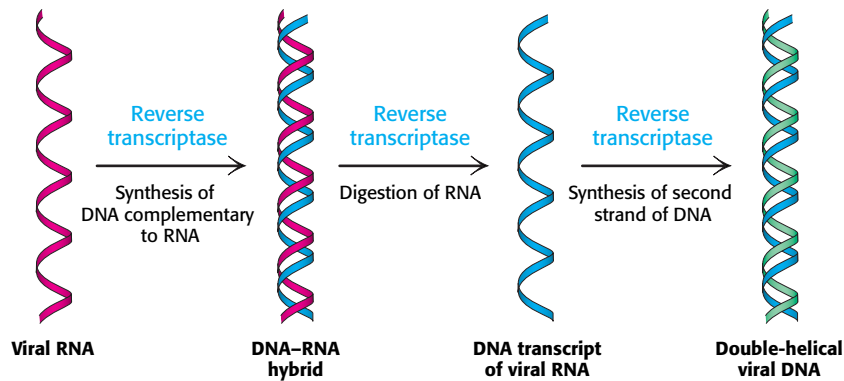 Reverse
transcriptase
Synthesis of
DNA complementary
to RNA
Reverse
transcriptase
Digestion of RNA
Reverse
transcriptase
Synthesis of second
strand of DNA
Viral RNA
DNA–RNA
hybrid
DNA transcript
of viral RNA
Double-helical
viral DNA